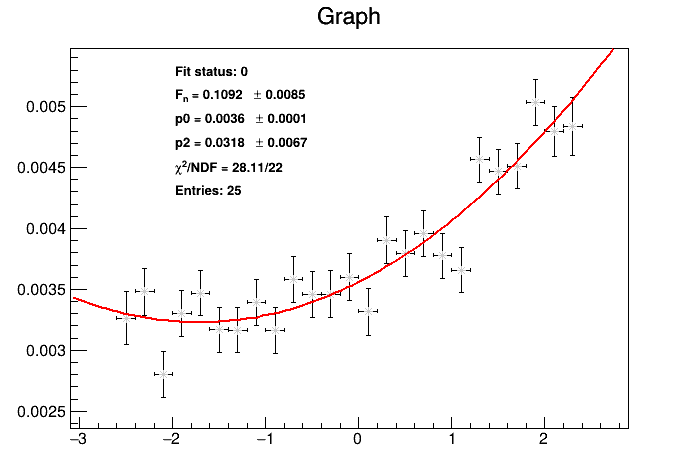 Graph
Fit status: 0
Fn = 0.1092 ± 0.0085
p0 = 0.0036 ± 0.0001
p2 = 0.0318 ± 0.0067
χ²/NDF = 28.11/22
Entries: 25
0.005
0.0045
0.004
0.0035
0.003
0.0025
−3 −2 −1 0 1 2